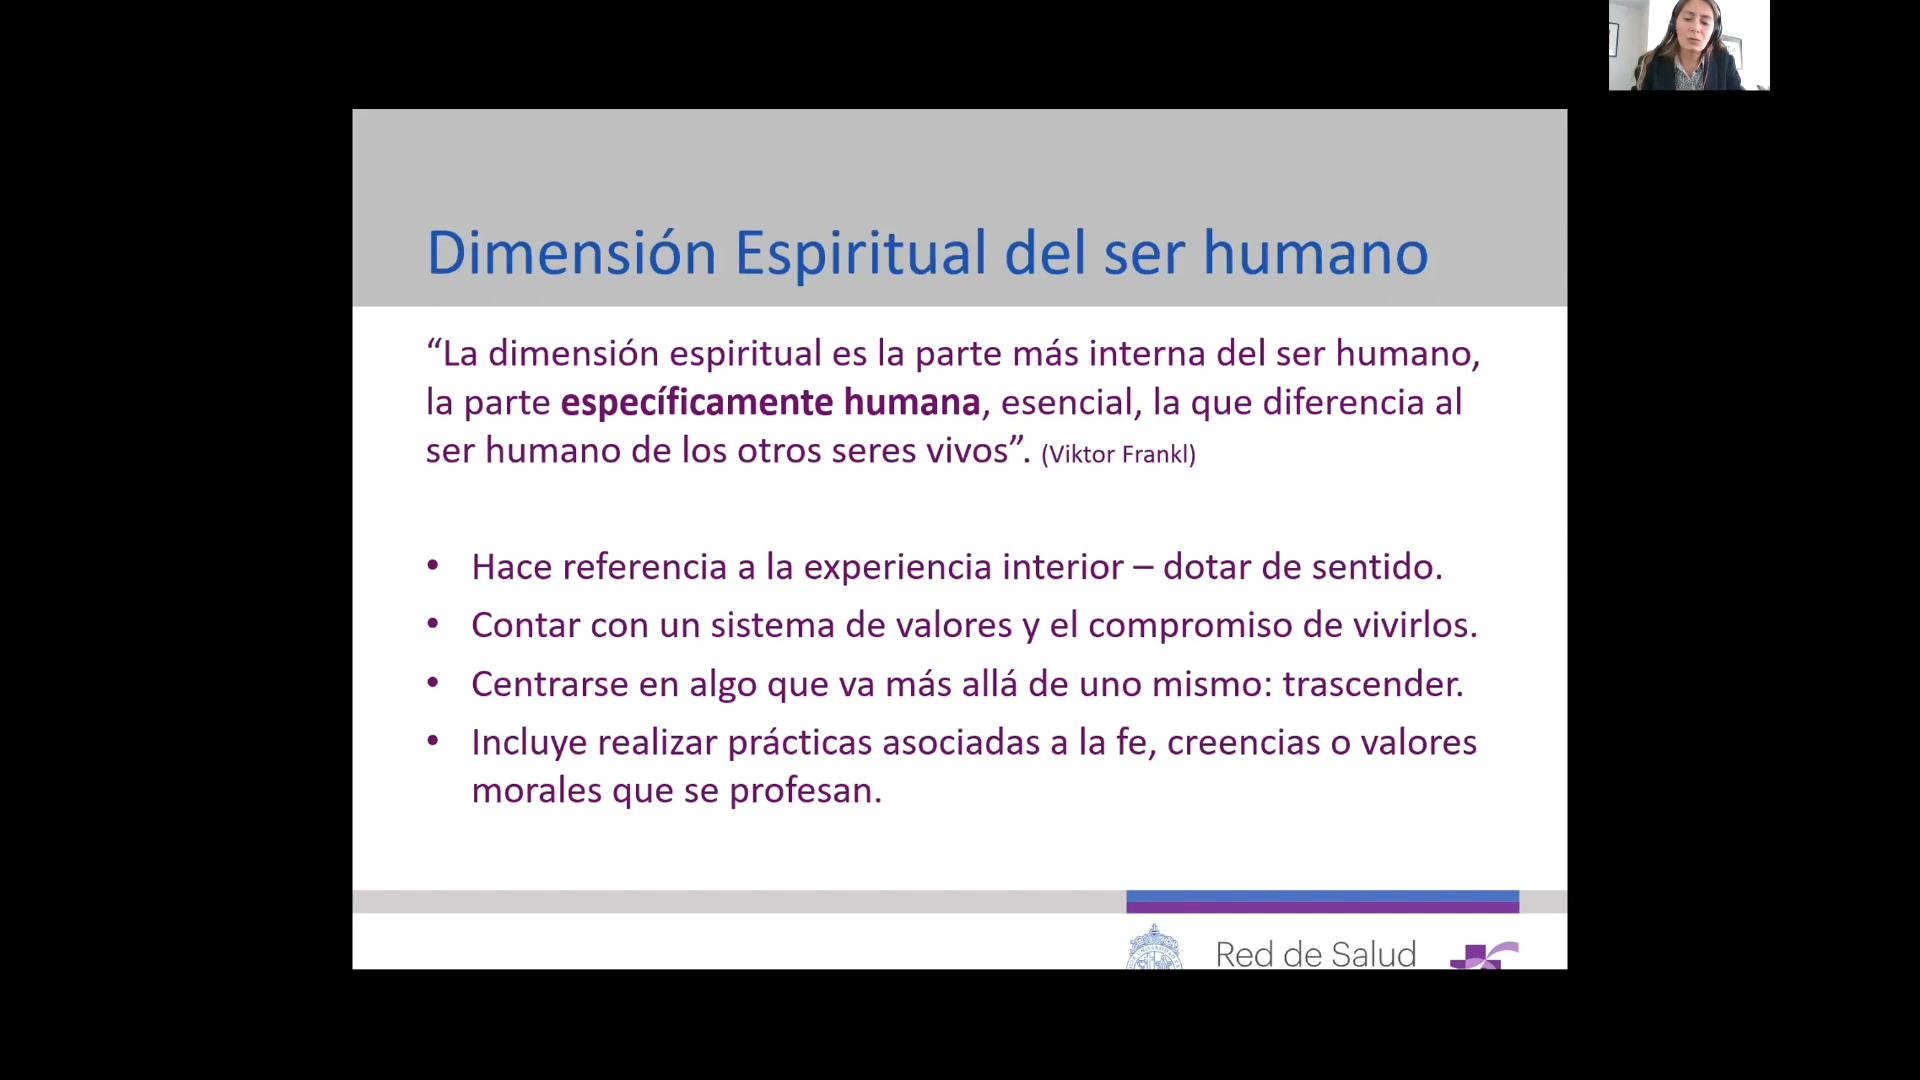 Dimensión Espiritual del ser humano
“La dimensión espiritual es la parte más interna del ser humano,
la parte específicamente humana, esencial, la que diferencia al
ser humano de los otros seres vivos”. (Viktor Frankl)
• Hace referencia a la experiencia interior – dotar de sentido.
• Contar con un sistema de valores y el compromiso de vivirlos.
• Centrarse en algo que va más allá de uno mismo: trascender.
• Incluye realizar prácticas asociadas a la fe, creencias o valores
morales que se profesan.
Red de Salud